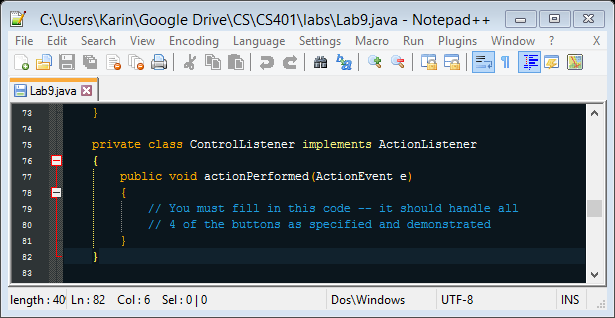 C:\Users\Karin\Google Drive\CS\CS401\labs\Lab9.java - Notepad++
File Edit Search View Encoding Language Settings Macro Run Plugins Window ? X
Lab9.java
73 }
74
75 private class ControlListener implements ActionListener
76 {
77 public void actionPerformed(ActionEvent e)
78 {
79 // You must fill in this code -- it should handle all
80 // 4 of the buttons as specified and demonstrated
81 }
82 }
83
length : 40 Ln : 82 Col : 6 Sel : 0 | 0 Dos\Windows UTF-8 INS